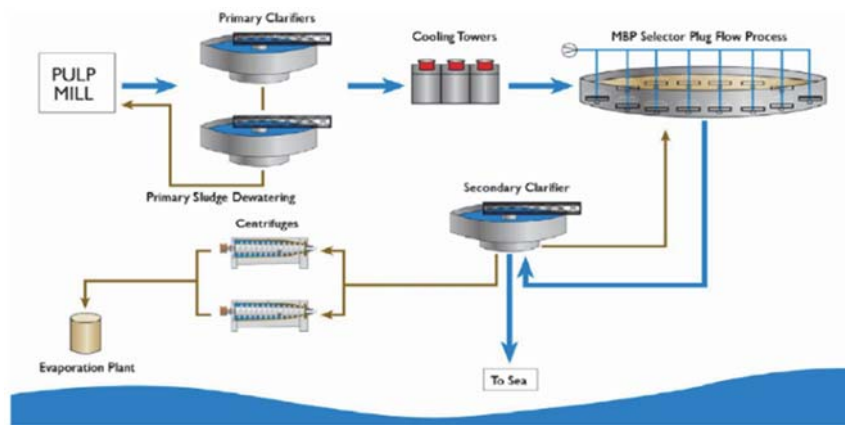 Primary Clarifiers
Cooling Towers
MBP Selector Plug Flow Process
PULP
MILL
Primary Sludge Dewatering
Secondary Clarifier
Centrifuges
Evaporation Plant
To Sea